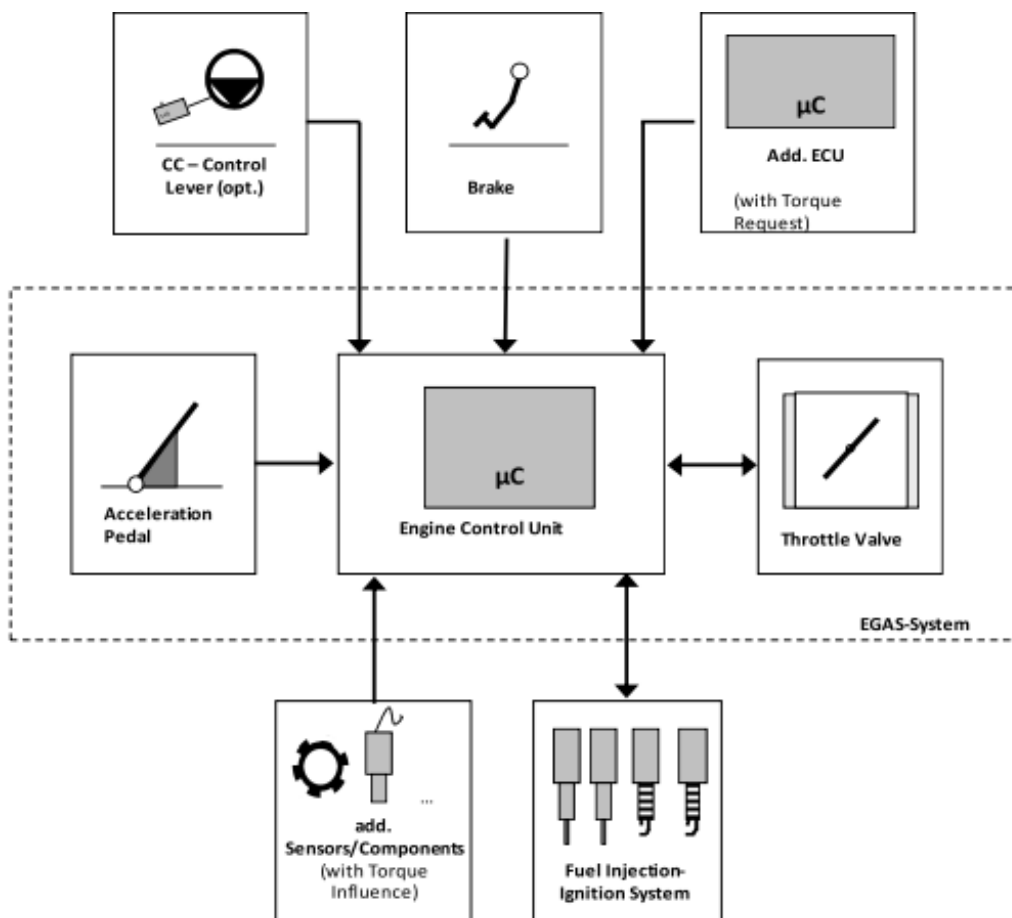 CC – Control
Lever (opt.)
Brake
µC
Add. ECU
(with Torque
Request)
Acceleration
Pedal
µC
Engine Control Unit
Throttle Valve
EGAS-System
...
add.
Sensors/Components
(with Torque
Influence)
Fuel Injection-
Ignition System